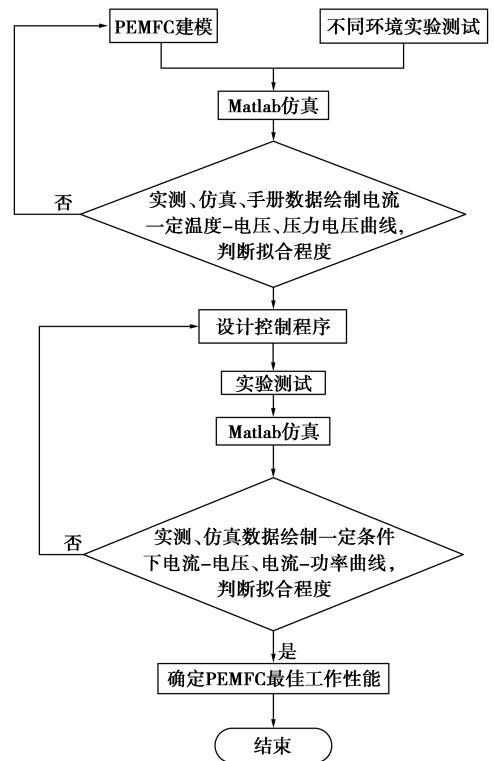 PEMFC建模
不同环境实验测试
Matlab仿真
否
实测、仿真、手册数据绘制电流
一定温度-电压、压力电压曲线，
判断拟合程度
设计控制程序
实验测试
Matlab仿真
否
实测、仿真数据绘制一定条件
下电流-电压、电流-功率曲线，
判断拟合程度
是
确定PEMFC最佳工作性能
结束